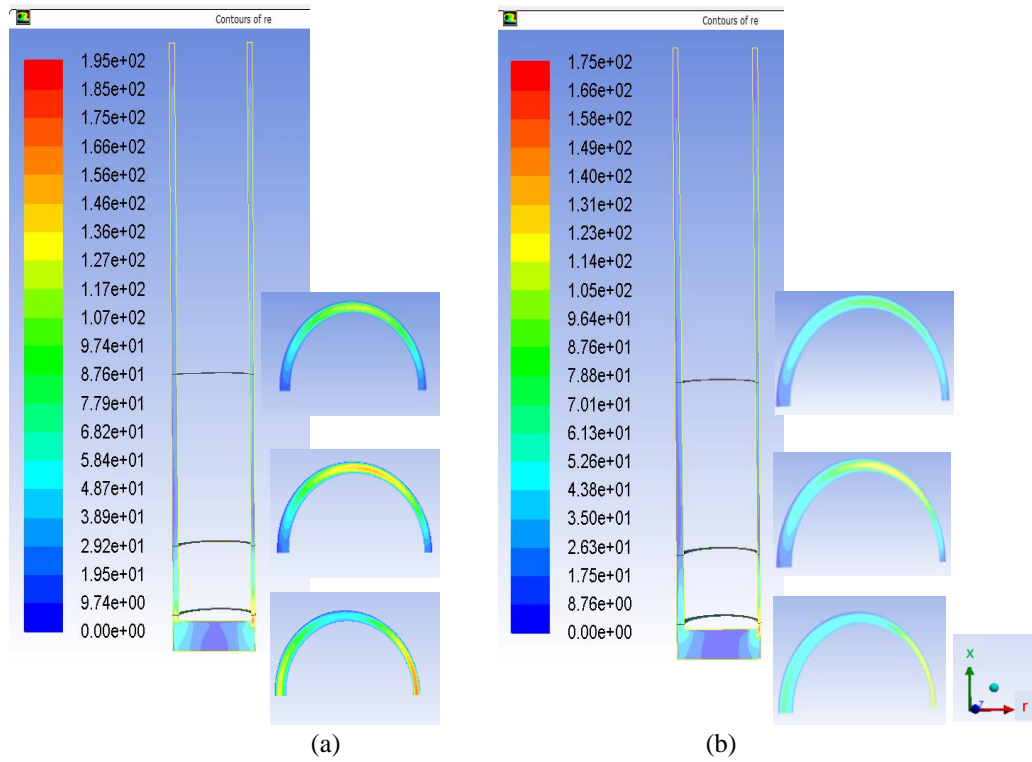 Contours of re
1.95e+02
1.85e+02
1.75e+02
1.66e+02
1.56e+02
1.46e+02
1.36e+02
1.27e+02
1.17e+02
1.07e+02
9.74e+01
8.76e+01
7.79e+01
6.82e+01
5.84e+01
4.87e+01
3.89e+01
2.92e+01
1.95e+01
9.74e+00
0.00e+00
(a)
Contours of re
1.75e+02
1.66e+02
1.58e+02
1.49e+02
1.40e+02
1.31e+02
1.23e+02
1.14e+02
1.05e+02
9.64e+01
8.76e+01
7.88e+01
7.01e+01
6.13e+01
5.26e+01
4.38e+01
3.50e+01
2.63e+01
1.75e+01
8.76e+00
0.00e+00
x
z
r
(b)